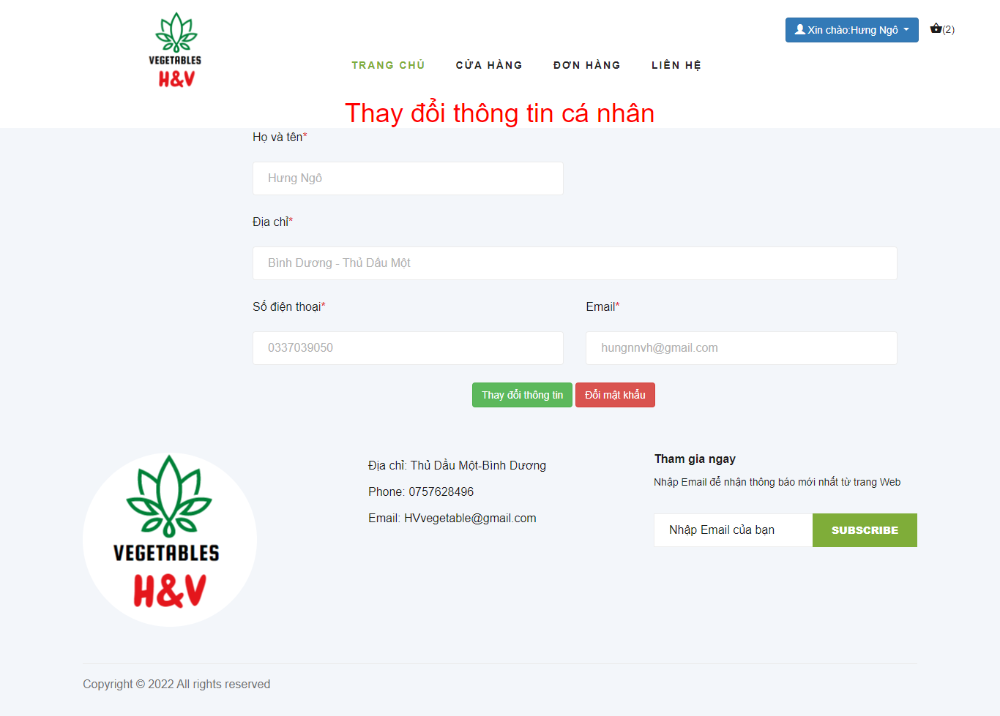 VEGETABLES
H&V
Xin chào:Hưng Ngô
(2)
TRANG CHỦ CỬA HÀNG ĐƠN HÀNG LIÊN HỆ
Thay đổi thông tin cá nhân
Họ và tên*
Hưng Ngô
Địa chỉ*
Bình Dương - Thủ Dầu Một
Số điện thoại* Email*
0337039050 hungnnvh@gmail.com
Thay đổi thông tin Đổi mật khẩu
VEGETABLES
H&V
Địa chỉ: Thủ Dầu Một-Bình Dương
Phone: 0757628496
Email: HVvegetable@gmail.com
Tham gia ngay
Nhập Email để nhận thông báo mới nhất từ trang Web
Nhập Email của bạn SUBSCRIBE
Copyright © 2022 All rights reserved